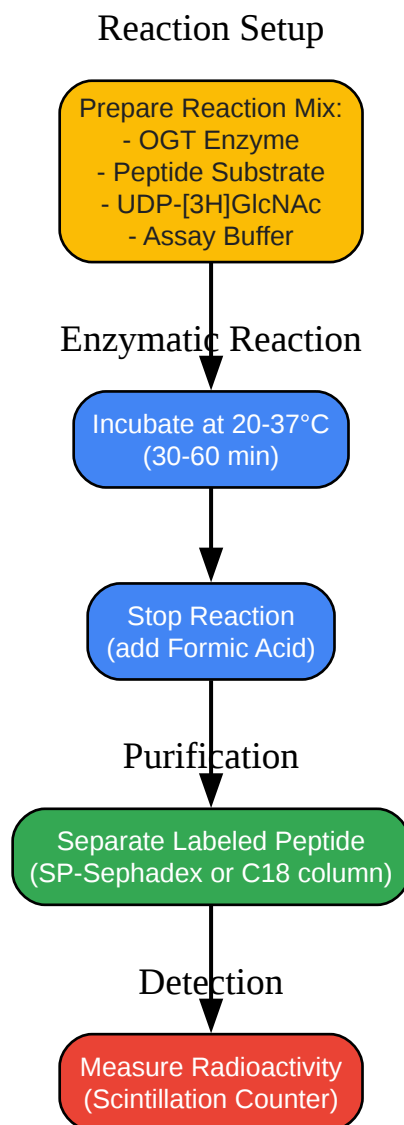 Reaction Setup
Prepare Reaction Mix:
- OGT Enzyme
- Peptide Substrate
- UDP-[3H]GlcNAc
- Assay Buffer
Enzymatic Reaction
Incubate at 20-37°C
(30-60 min)
Stop Reaction
(add Formic Acid)
Purification
Separate Labeled Peptide
(SP-Sephadex or C18 column)
Detection
Measure Radioactivity
(Scintillation Counter)